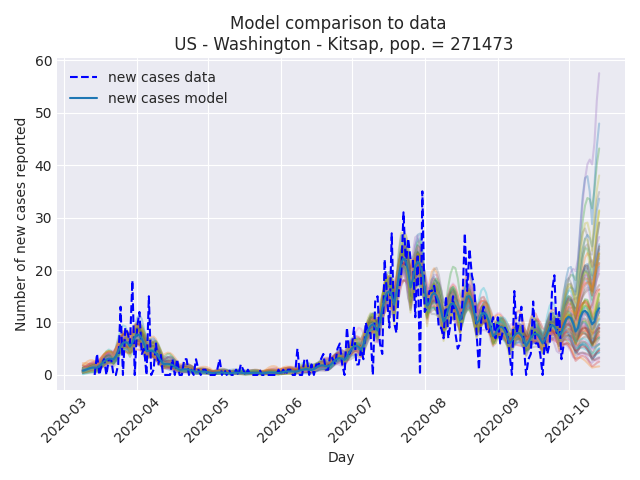 Model comparison to data
US - Washington - Kitsap, pop. = 271473
new cases data
new cases model
Number of new cases reported
60
50
40
30
20
10
0
2020-03
2020-04
2020-05
2020-06
2020-07
2020-08
2020-09
2020-10
Day